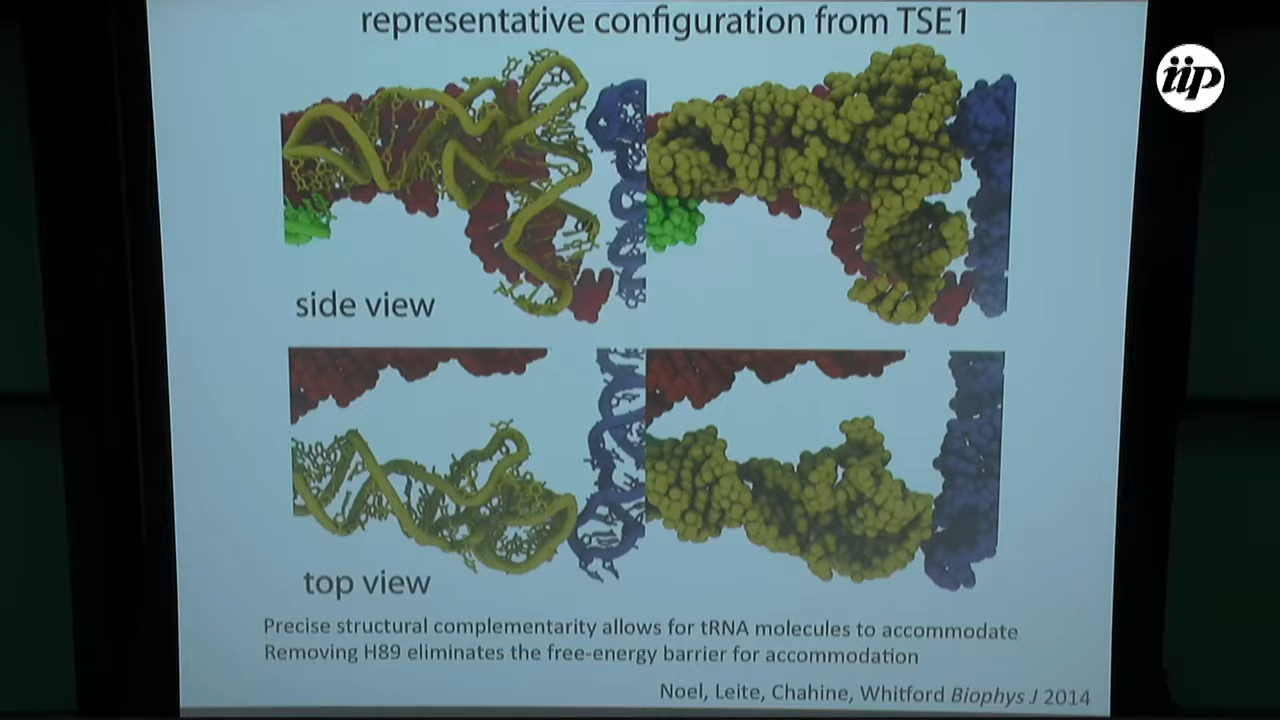 representative configuration from TSE1
iip
side view
top view
Precise structural complementarity allows for tRNA molecules to accommodate
Removing H89 eliminates the free-energy barrier for accommodation
Noel, Leite, Chahine, Whitford Biophys J 2014